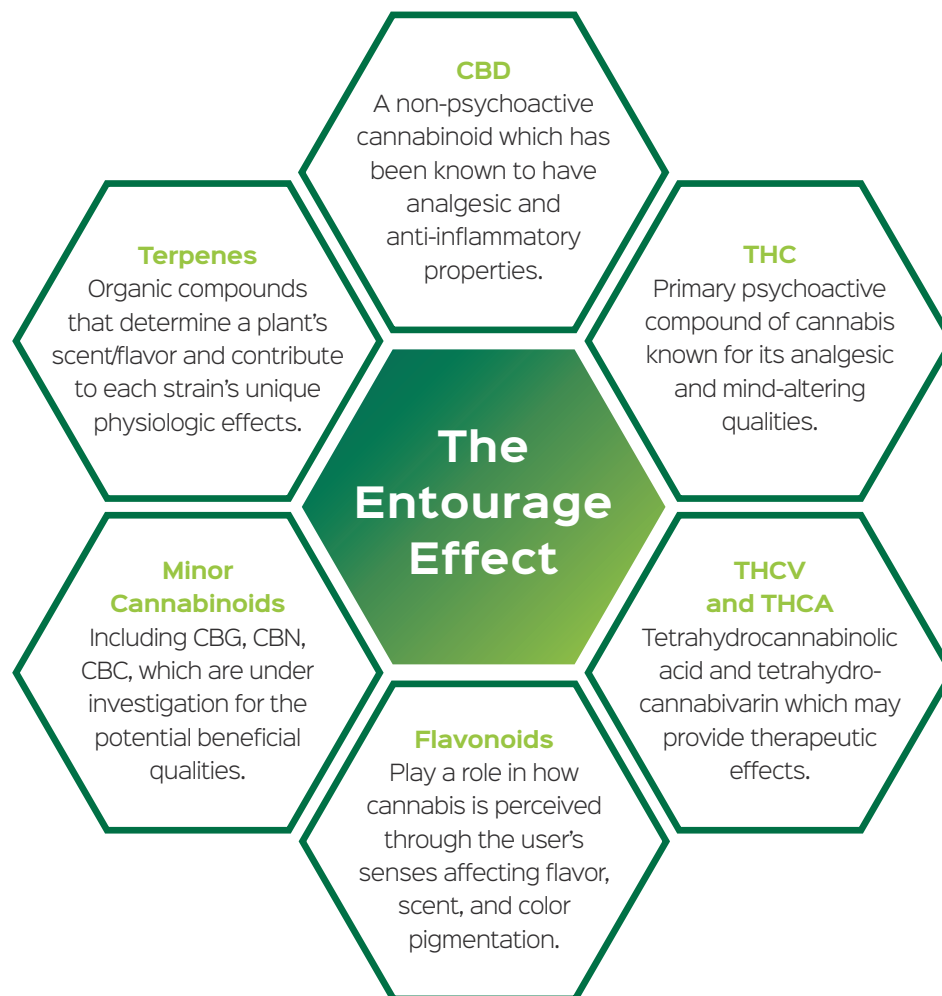 CBD
A non-psychoactive
cannabinoid which has
been known to have
analgesic and
anti-inflammatory
properties.
THC
Primary psychoactive
compound of cannabis
known for its analgesic
and mind-altering
qualities.
THCV
and THCA
Tetrahydrocannabinolic
acid and tetrahydro-
cannabivarin which may
provide therapeutic
effects.
Flavonoids
Play a role in how
cannabis is perceived
through the user's
senses affecting flavor,
scent, and color
pigmentation.
Minor
Cannabinoids
Including CBG, CBN,
CBC, which are under
investigation for the
potential beneficial
qualities.
Terpenes
Organic compounds
that determine a plant's
scent/flavor and contribute
to each strain's unique
physiologic effects.
The
Entourage
Effect